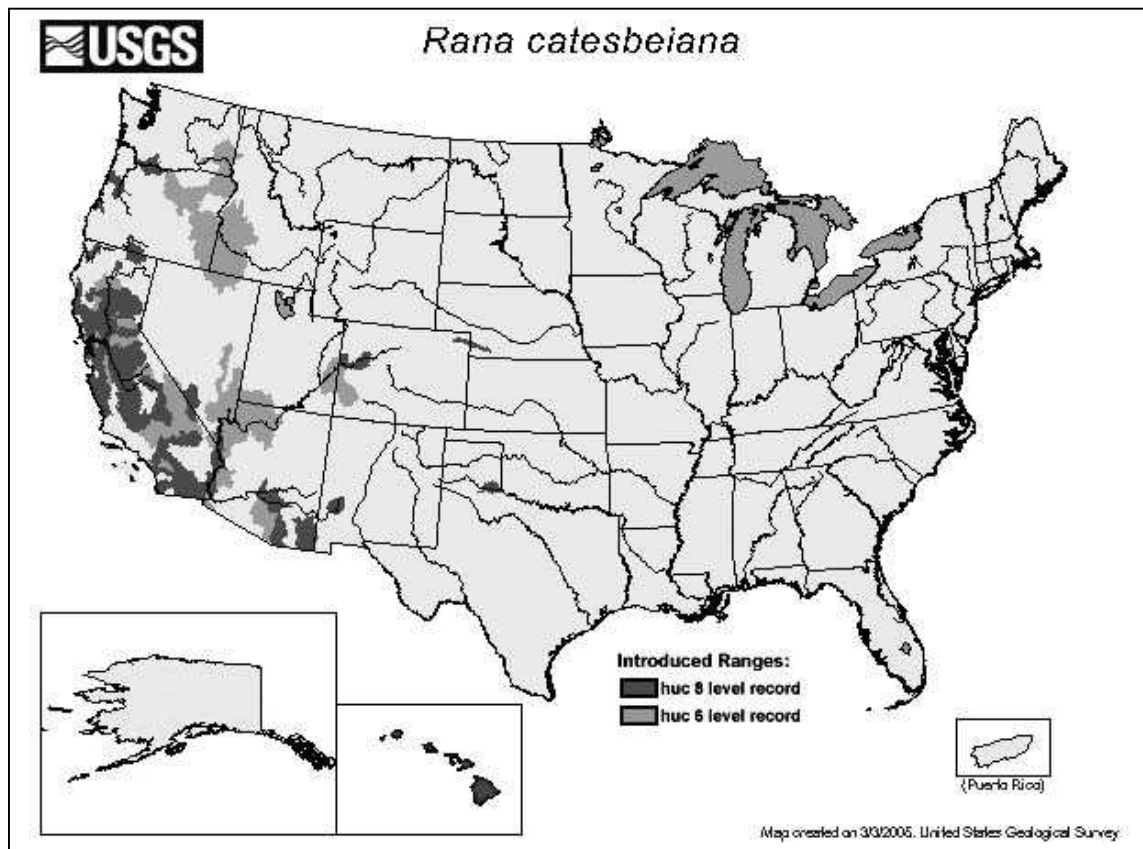 USGS
Rana catesbeiana
Introduced Ranges:
huc 8 level record
huc 6 level record
(Puerto Rico)
Map created on 3/3/2005. United States Geological Survey